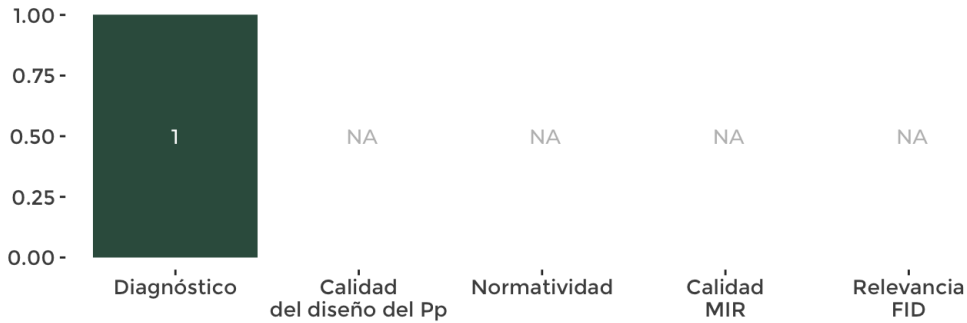 1.00
0.75
0.50
0.25
0.00
1
NA
NA
NA
NA
Diagnóstico
Calidad
del diseño del Pp
Normatividad
Calidad
MIR
Relevancia
FID